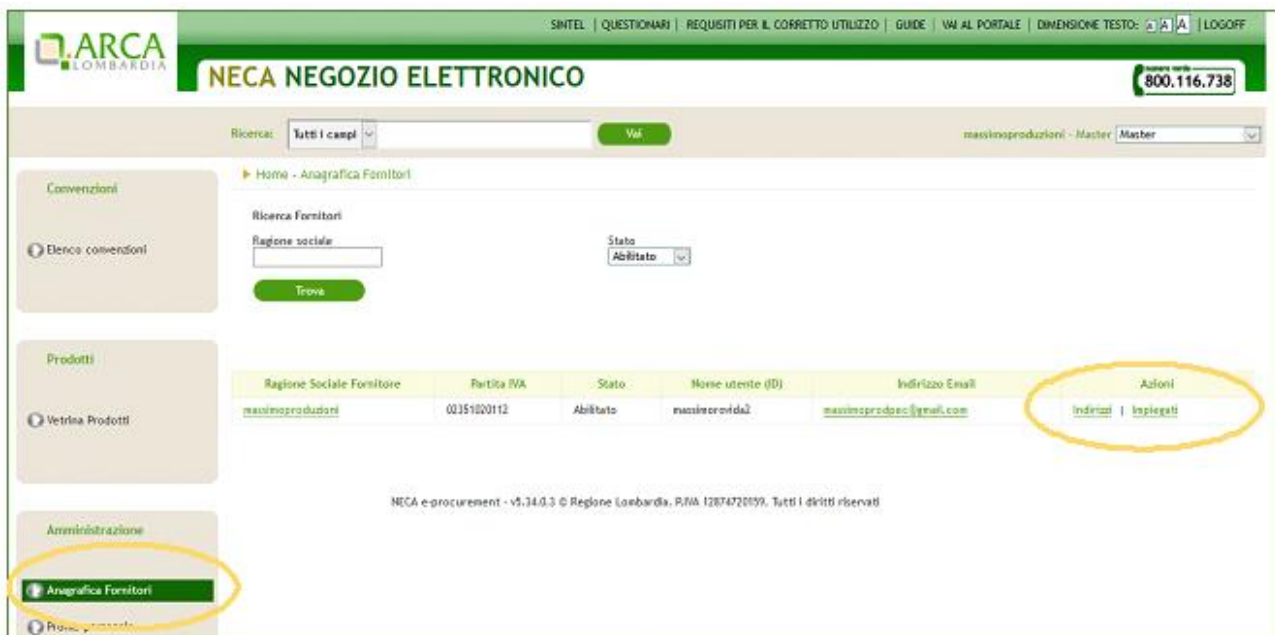 SINTEL | QUESTIONARI | REQUISITI PER IL CORRETTO UTILIZZO | GUIDE | VAI AL PORTALE | DIMENSIONE TESTO: A A A | LOGOFF
ARCA
LOMBARDIA
NECA NEGOZIO ELETTRONICO
numero verde
800.116.738
Ricerca: Tutti i campi Vai massimoproduzioni - Master Master
Convenzioni
Elenco convenzioni
Home - Anagrafica Fornitori
Ricerca Fornitori
Ragione sociale Stato
Abilitato
Trova
Prodotti
Vetrina Prodotti
Ragione Sociale Fornitore Partita IVA Stato Nome utente (ID) Indirizzo Email Azioni
massimoproduzioni 02351020112 Abilitato massimorovida2 massimoprodpec@gmail.com Indirizzi | Impiegati
NECA e-procurement - v5.34.0.3 © Regione Lombardia. P.IVA 12874720159. Tutti i diritti riservati
Amministrazione
Anagrafica Fornitori